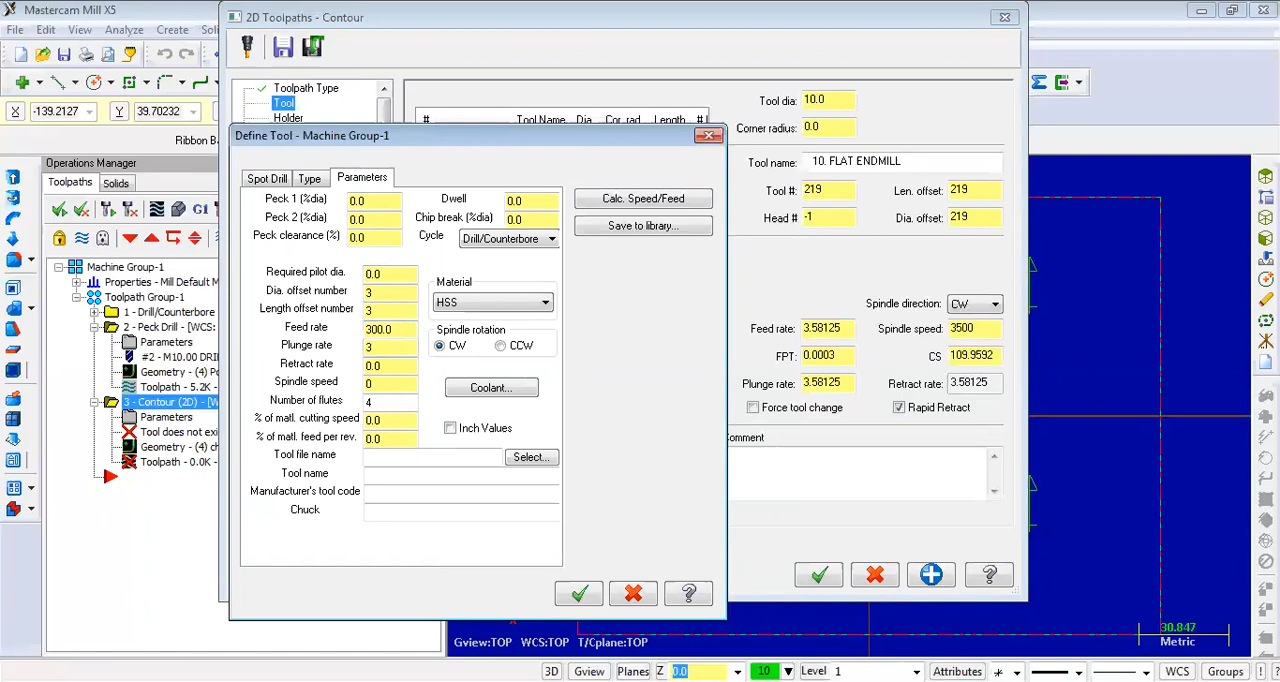 Mastercam Mill X5
File Edit View Analyze Create
X -139.2127 Y 39.70232
Operations Manager
Toolpaths Solids
G1
Machine Group-1
Properties - Mill Default M
Toolpath Group-1
1 - Drill/Counterbore
2 - Peck Drill - [WCS:
Parameters
#2 - M10.00 DRI
Geometry - (4) Po
Toolpath - 5.2K
3 - Contour (2D) - [W
Parameters
Tool does not exi
Geometry - (4) ch
Toolpath - 0.0K
2D Toolpaths - Contour
Toolpath Type
Tool
Holder
# Tool Name Dia. Cor. rad. Length #
Tool dia: 10.0
Corner radius: 0.0
Tool name: 10. FLAT ENDMILL
Tool #: 219 Len. offset: 219
Head # -1 Dia. offset: 219
Spindle direction: CW
Feed rate: 3.58125 Spindle speed: 3500
FPT: 0.0003 CS 109.9592
Plunge rate: 3.58125 Retract rate: 3.58125
Force tool change Rapid Retract
Comment
Define Tool - Machine Group-1
Spot Drill Type Parameters
Peck 1 (%dia) 0.0 Dwell 0.0
Peck 2 (%dia) 0.0 Chip break (%dia) 0.0
Peck clearance (%) 0.0 Cycle Drill/Counterbore
Required pilot dia. 0.0
Dia. offset number 3
Length offset number 3
Feed rate 300.0
Plunge rate 3
Retract rate 0.0
Spindle speed 0
Number of flutes 4
% of matl. cutting speed 0.0
% of matl. feed per rev. 0.0
Tool file name Select...
Tool name
Manufacturer's tool code
Chuck
Material
HSS
Spindle rotation
CW CCW
Coolant...
Inch Values
Calc. Speed/Feed
Save to library...
30.847
Metric
Gview:TOP WCS:TOP T/Cplane:TOP
3D Gview Planes Z 0.0 10 Level 1 Attributes WCS Groups ! ?